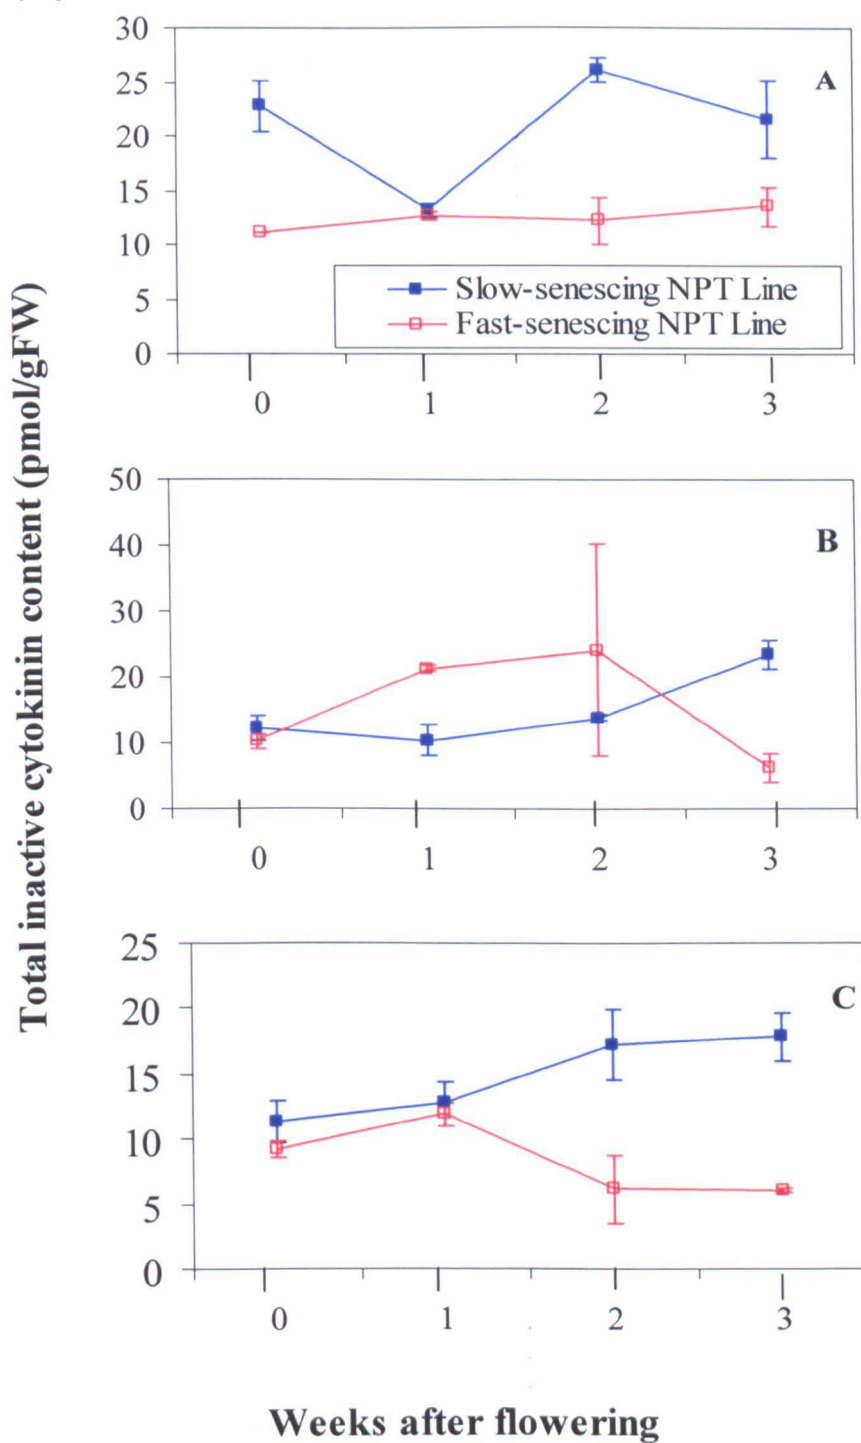 Total inactive cytokinin content (pmol/gFW)
30
25
20
15
10
5
0
A
Slow-senescing NPT Line
Fast-senescing NPT Line
0 1 2 3
50
40
30
20
10
0
B
0 1 2 3
25
20
15
10
5
0
C
0 1 2 3
Weeks after flowering